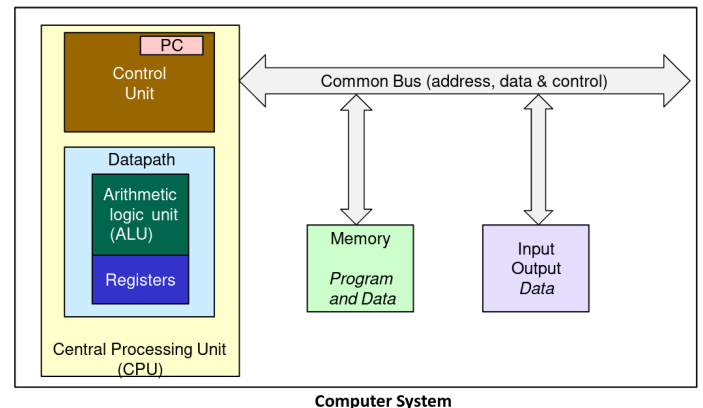 PC
Control
Unit
Common Bus (address, data & control)
Datapath
Arithmetic
logic unit
(ALU)
Registers
Central Processing Unit
(CPU)
Memory
Program
and Data
Input
Output
Data
Computer System